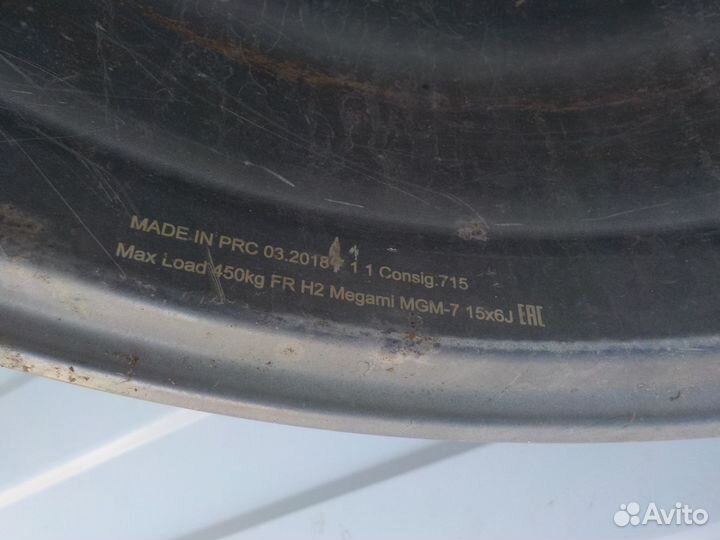 MADE IN PRC 03.2018 1 1 Consig.715
Max Load 450kg FR H2 Megami MGM-7 15x6J EAC
Avito